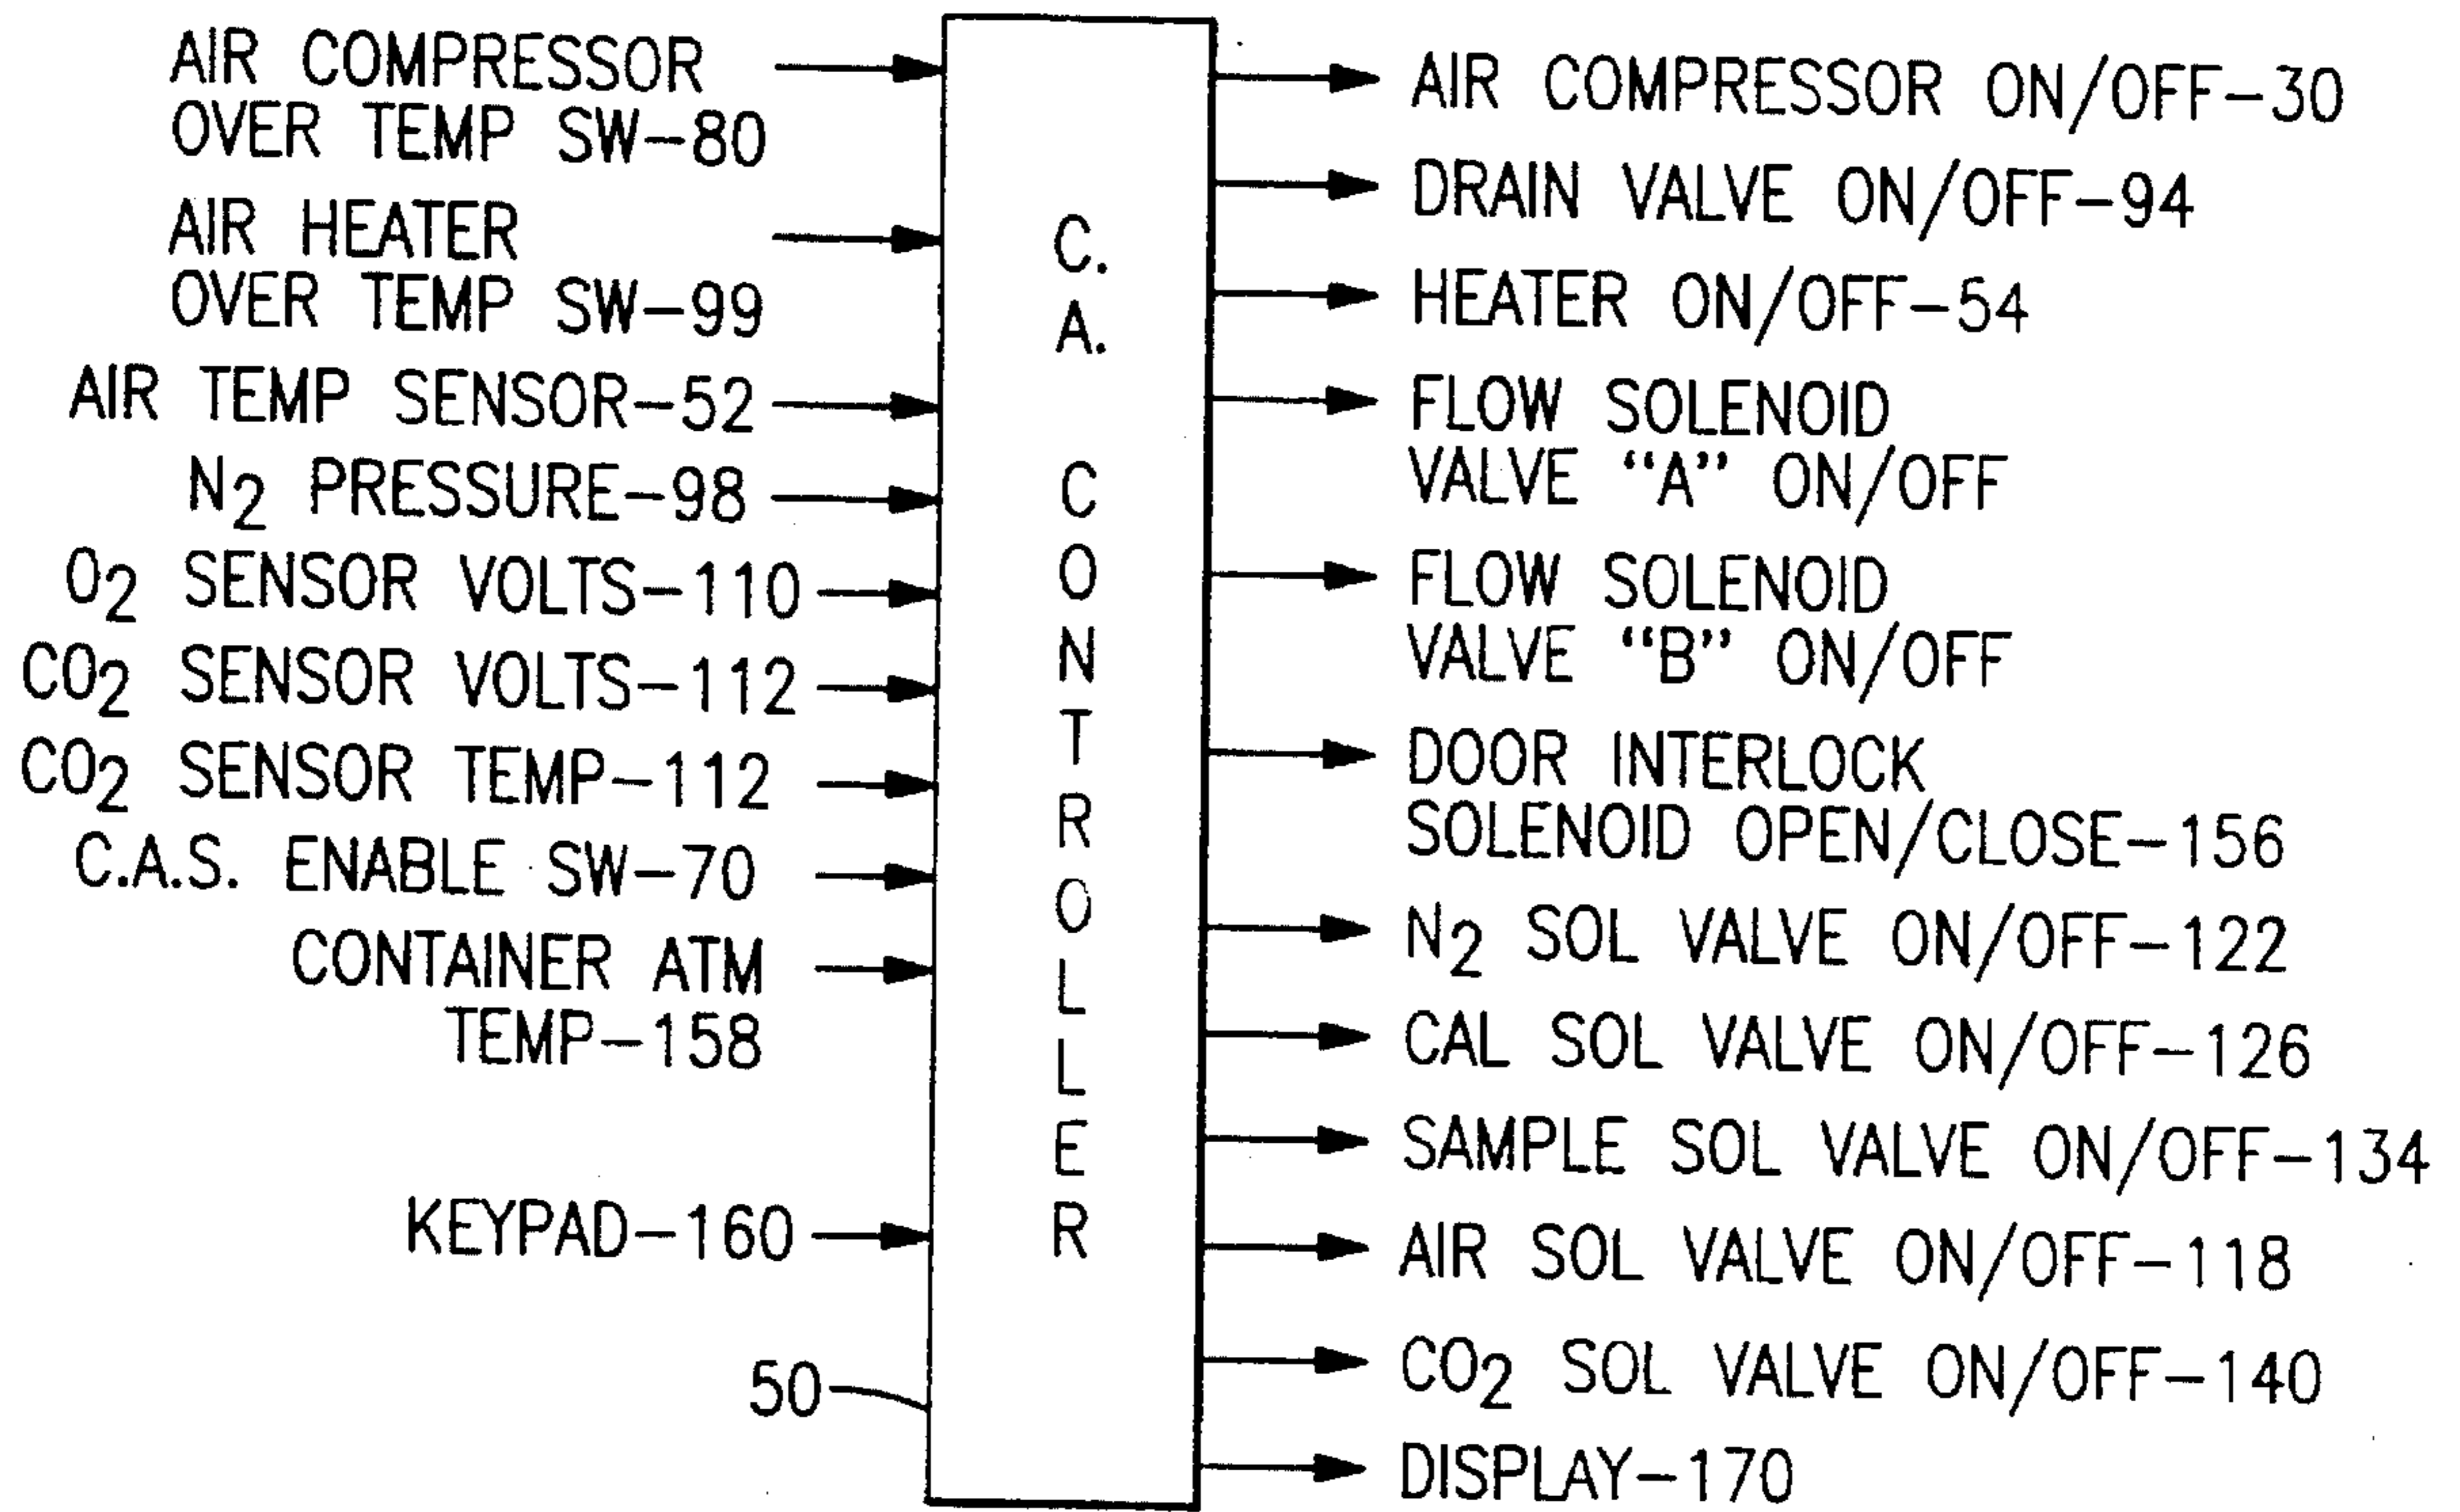 AIR COMPRESSOR
OVER TEMP SW-80
AIR HEATER
OVER TEMP SW-99
AIR TEMP SENSOR-52
N2 PRESSURE-98
O2 SENSOR VOLTS-110
CO2 SENSOR VOLTS-112
CO2 SENSOR TEMP-112
C.A.S. ENABLE SW-70
CONTAINER ATM
TEMP-158
KEYPAD-160
50
C.A. CONTROLLER
AIR COMPRESSOR ON/OFF-30
DRAIN VALVE ON/OFF-94
HEATER ON/OFF-54
FLOW SOLENOID
VALVE “A” ON/OFF
FLOW SOLENOID
VALVE “B” ON/OFF
DOOR INTERLOCK
SOLENOID OPEN/CLOSE-156
N2 SOL VALVE ON/OFF-122
CAL SOL VALVE ON/OFF-126
SAMPLE SOL VALVE ON/OFF-134
AIR SOL VALVE ON/OFF-118
CO2 SOL VALVE ON/OFF-140
DISPLAY-170